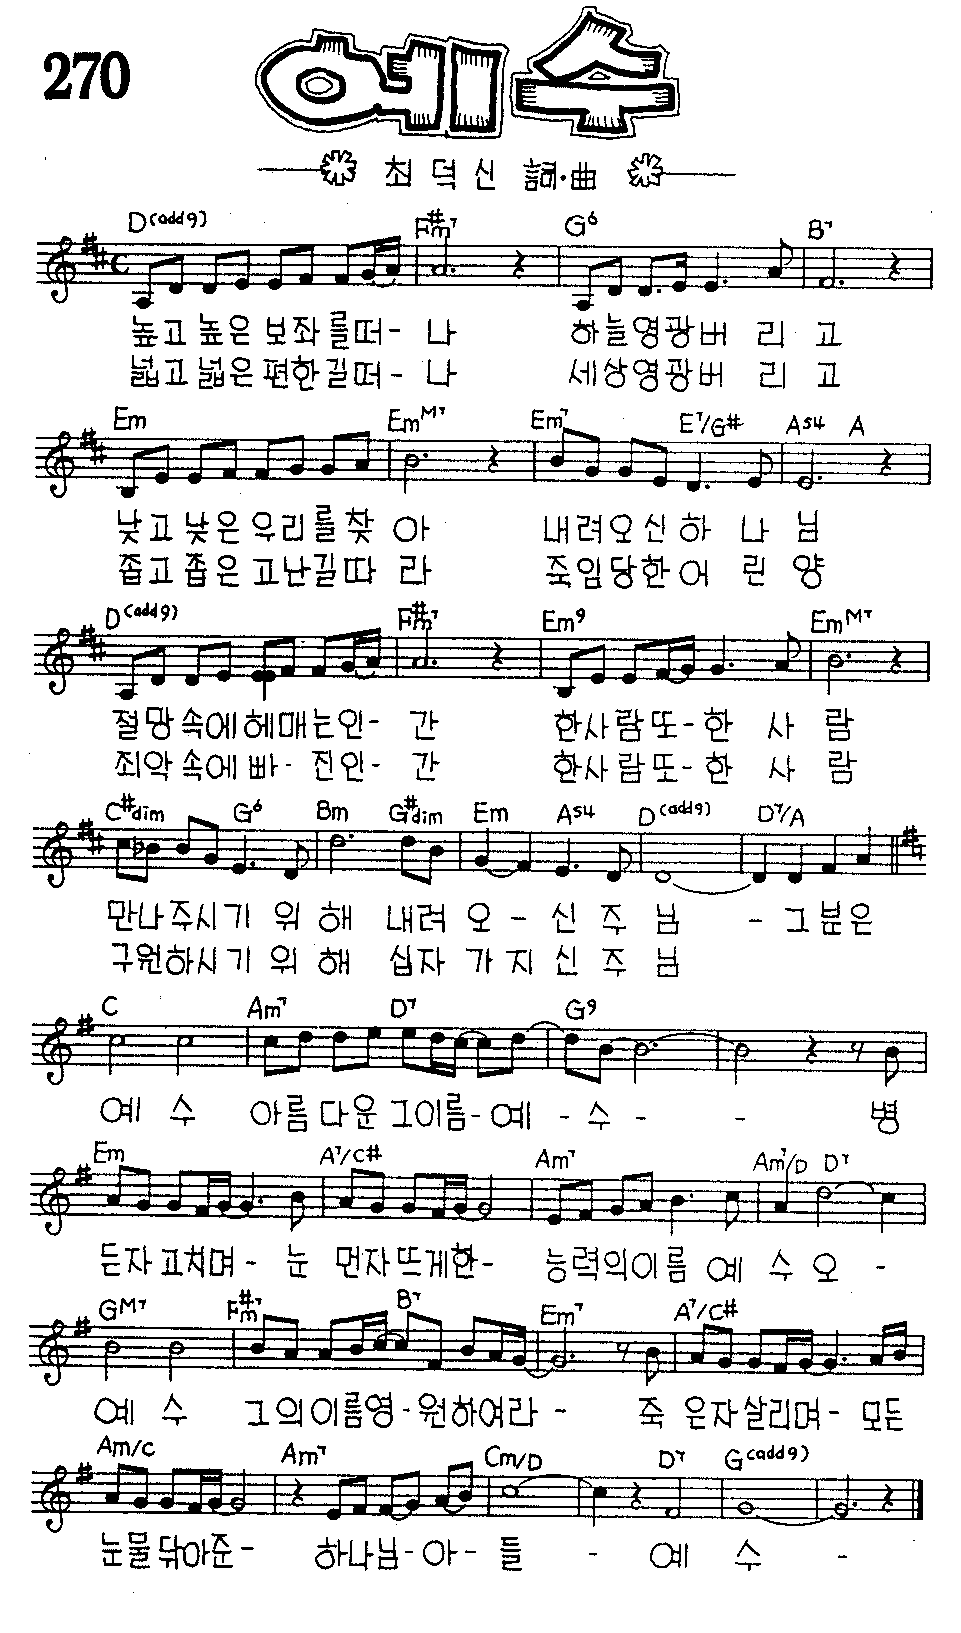 270
예수
최덕신 詞·曲
D(add9) F#m7 G6 B7
높고 높은 보좌를떠- 나 하늘영광버 리 고
넓고넓은 편한길떠- 나 세상영광버 리 고
Em EmM7 Em7 E7/G# Asus4 A
낮고 낮은 우리를찾 아 내려오신하 나 님
좁고좁은 고난길따 라 죽임당한어 린 양
D(add9) F#m7 Em9 EmM7
절망속에헤매는인- 간 한사람또-한 사 람
죄악속에빠- 진인- 간 한사람또-한 사 람
C#dim G6 Bm G#dim Em Asus4 D(add9) D7/A
만나주시기 위 해 내려 오 - 신 주 님 - 그분은
구원하시기 위 해 십자 가 지 신 주 님
C Am7 D7 G9
예 수 아름다운그이름-예 - 수 - - 병
Em A7/C# Am7 Am7/D D7
든자고치며- 눈 먼자뜨게한- 능력의이름 예 수 오 -
GM7 F#m7 B7 Em7 A7/C#
예 수 그의이름영-원하여라 - 죽 은자살리며- 모든
Am/C Am7 Cm/D D7 G(add9)
눈물닦아준- 하나님-아- 들 - 예 수 -